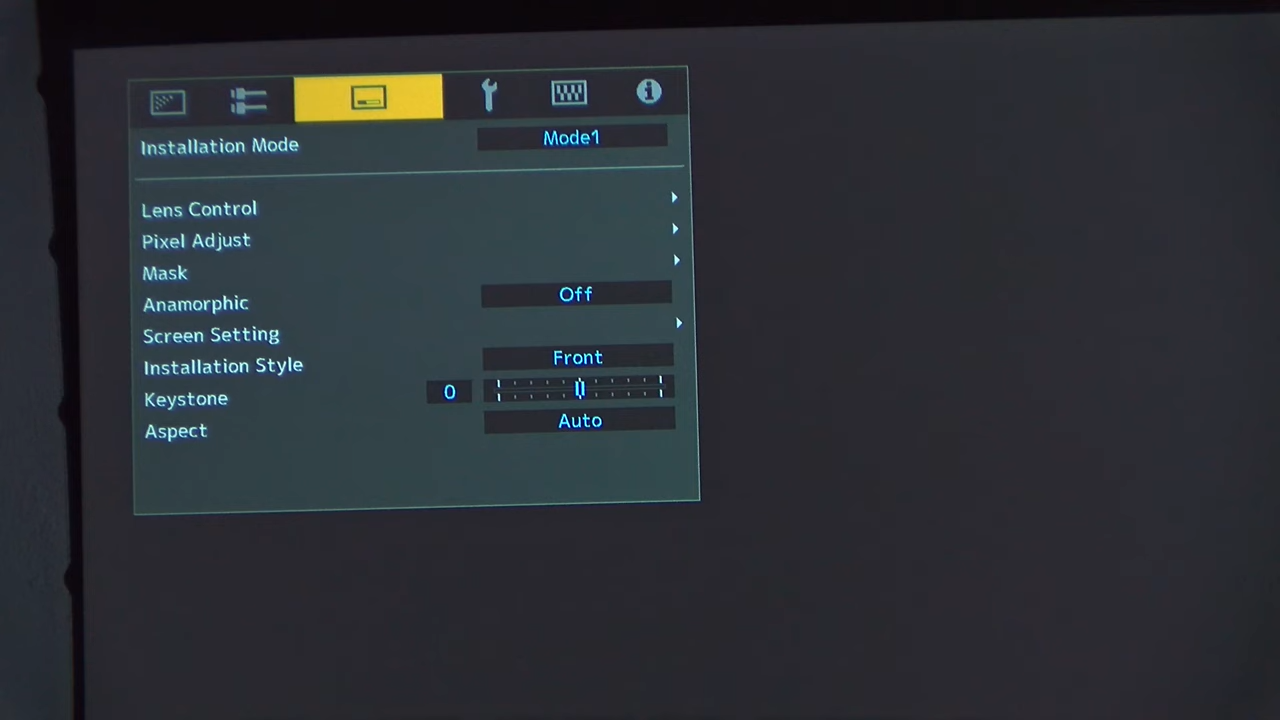 Installation Mode Mode1
Lens Control
Pixel Adjust
Mask
Anamorphic Off
Screen Setting
Installation Style Front
Keystone 0
Aspect Auto